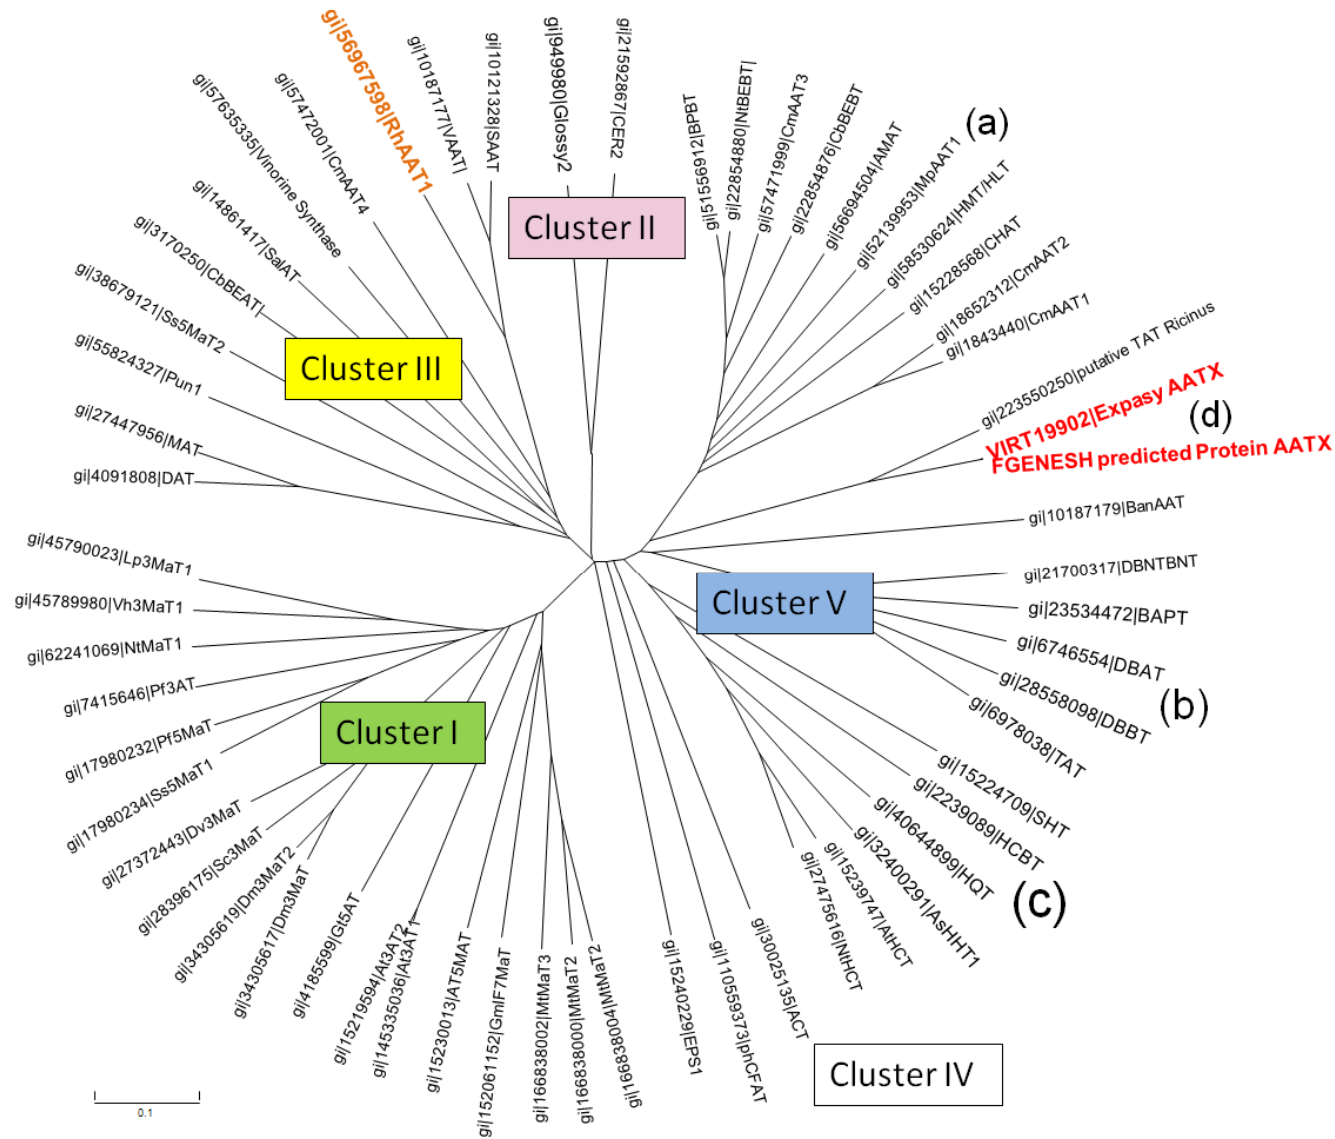 gi|56967598|RhAAT1
gi|10187177|VAAT|
gi|10121328|SAAT
gi|949980|Glossy2
gi|21592867|CER2
gi|51556912|BPBT
gi|22854880|NtBEBT|
gi|57471999|CmAAT3
gi|22854876|CbBEBT
gi|56694504|AMAT
gi|52139953|MpAAT1
gi|58530624|HMT/HLT
gi|15228568|CHAT
gi|18652312|CmAAT2
gi|1843440|CmAAT1
(a)
gi|223550250|putative TAT Ricinus
VIRT19902|Expasy AATX
FGENESH predicted Protein AATX
(d)
gi|10187179|BanAAT
gi|21700317|DBNTBNT
gi|23534472|BAPT
gi|6746554|DBAT
gi|28558098|DBBT
gi|6978038|TAT
(b)
gi|15224709|SHT
gi|2239089|HCBT
gi|40644899|HQT
gi|32400291|AsHHT1
gi|15239747|AtHCT
gi|27475616|NtHCT
(c)
gi|30025135|ACT
gi|110559373|phCFAT
gi|15240229|EPS1
gi|166838004|MtMaT2
gi|166838000|MtMaT2
gi|166838002|MtMaT3
gi|152061152|GmIF7MaT
gi|15230013|AT5MAT
gi|145335036|At3AT1
gi|15219594|At3AT2
gi|4185599|Gt5AT
gi|34305617|Dm3MaT
gi|34305619|Dm3MaT2
gi|28396175|Sc3MaT
gi|27372443|Dv3MaT
gi|17980234|Ss5MaT1
gi|17980232|Pf5MaT
gi|7415646|Pf3AT
gi|62241069|NtMaT1
gi|45789980|Vh3MaT1
gi|45790023|Lp3MaT1
gi|4091808|DAT
gi|27447956|MAT
gi|55824327|Pun1
gi|38679121|Ss5MaT2
gi|3170250|CbBEAT|
gi|14861417|SalAT
gi|57635335|Vinorine Synthase
gi|57472001|CmAAT4
Cluster II
Cluster III
Cluster V
Cluster I
Cluster IV
0.1